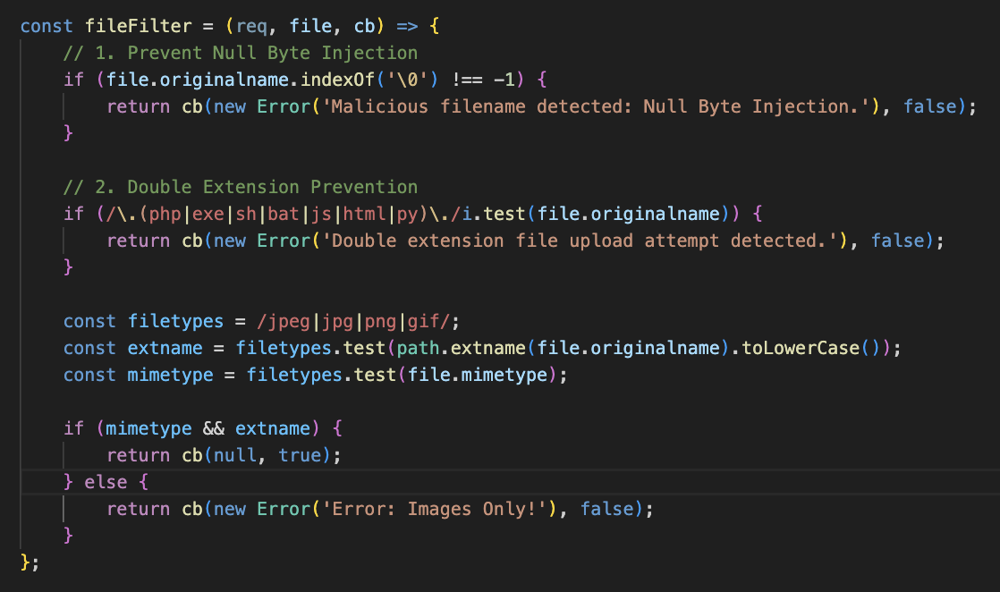 const fileFilter = (req, file, cb) => {
    // 1. Prevent Null Byte Injection
    if (file.originalname.indexOf('\0') !== -1) {
        return cb(new Error('Malicious filename detected: Null Byte Injection.'), false);
    }

    // 2. Double Extension Prevention
    if (/\.(php|exe|sh|bat|js|html|py)\./i.test(file.originalname)) {
        return cb(new Error('Double extension file upload attempt detected.'), false);
    }

    const filetypes = /jpeg|jpg|png|gif/;
    const extname = filetypes.test(path.extname(file.originalname).toLowerCase());
    const mimetype = filetypes.test(file.mimetype);

    if (mimetype && extname) {
        return cb(null, true);
    } else {
        return cb(new Error('Error: Images Only!'), false);
    }
};